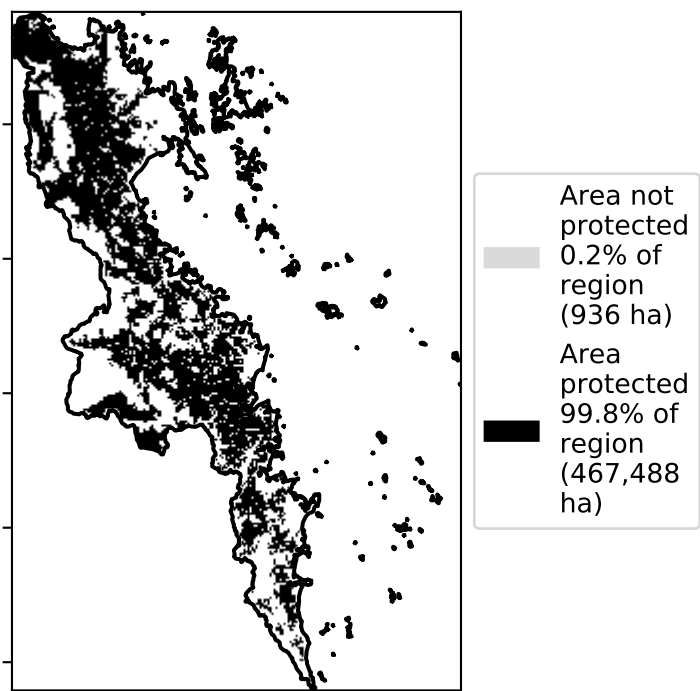 Area not
protected
0.2% of
region
(936 ha)
Area
protected
99.8% of
region
(467,488
ha)